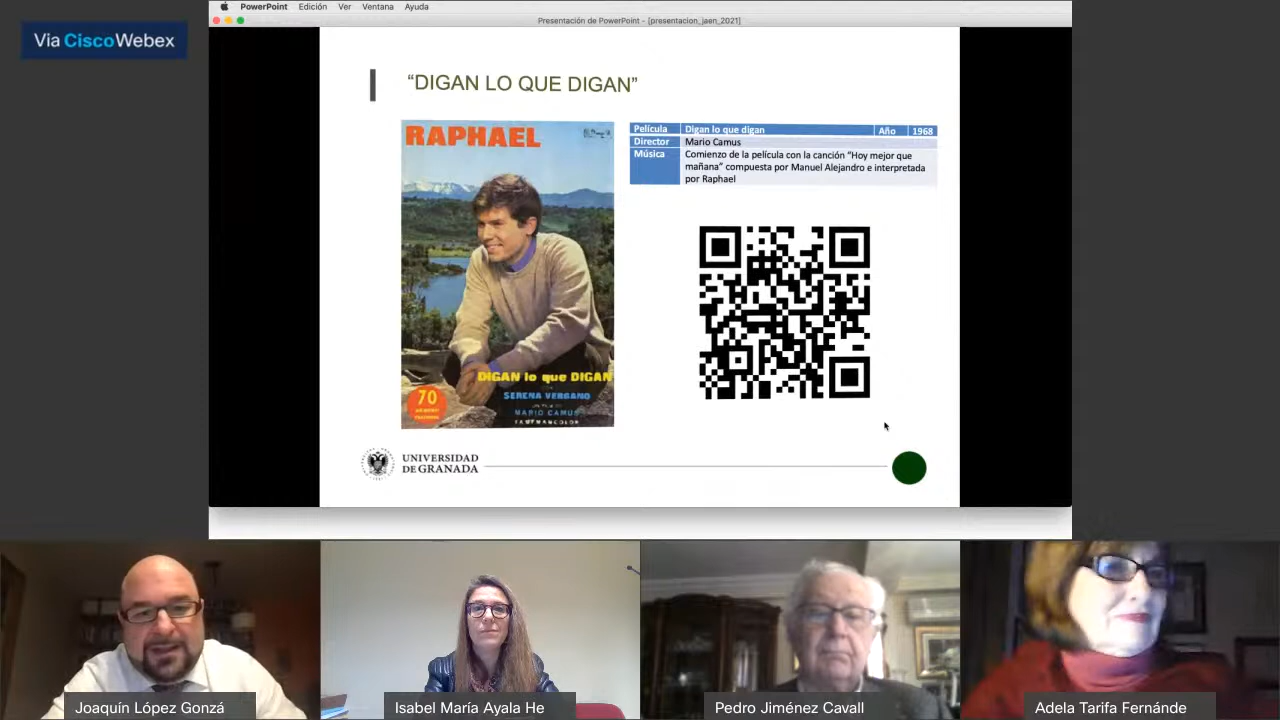 PowerPoint Edición Ver Ventana Ayuda
Presentación de PowerPoint - [presentacion_jaen_2021]
Vía CiscoWebex
“DIGAN LO QUE DIGAN”
RAPHAEL
DIGAN lo que DIGAN
SERENA VERGANO
MARIO CAMUS
70
Película Digan lo que digan Año 1968
Director Mario Camus
Música Comienzo de la película con la canción “Hoy mejor que
mañana” compuesta por Manuel Alejandro e interpretada
por Raphael
UNIVERSIDAD
DE GRANADA
Joaquín López Gonzá
Isabel María Ayala He
Pedro Jiménez Cavall
Adela Tarifa Fernánde